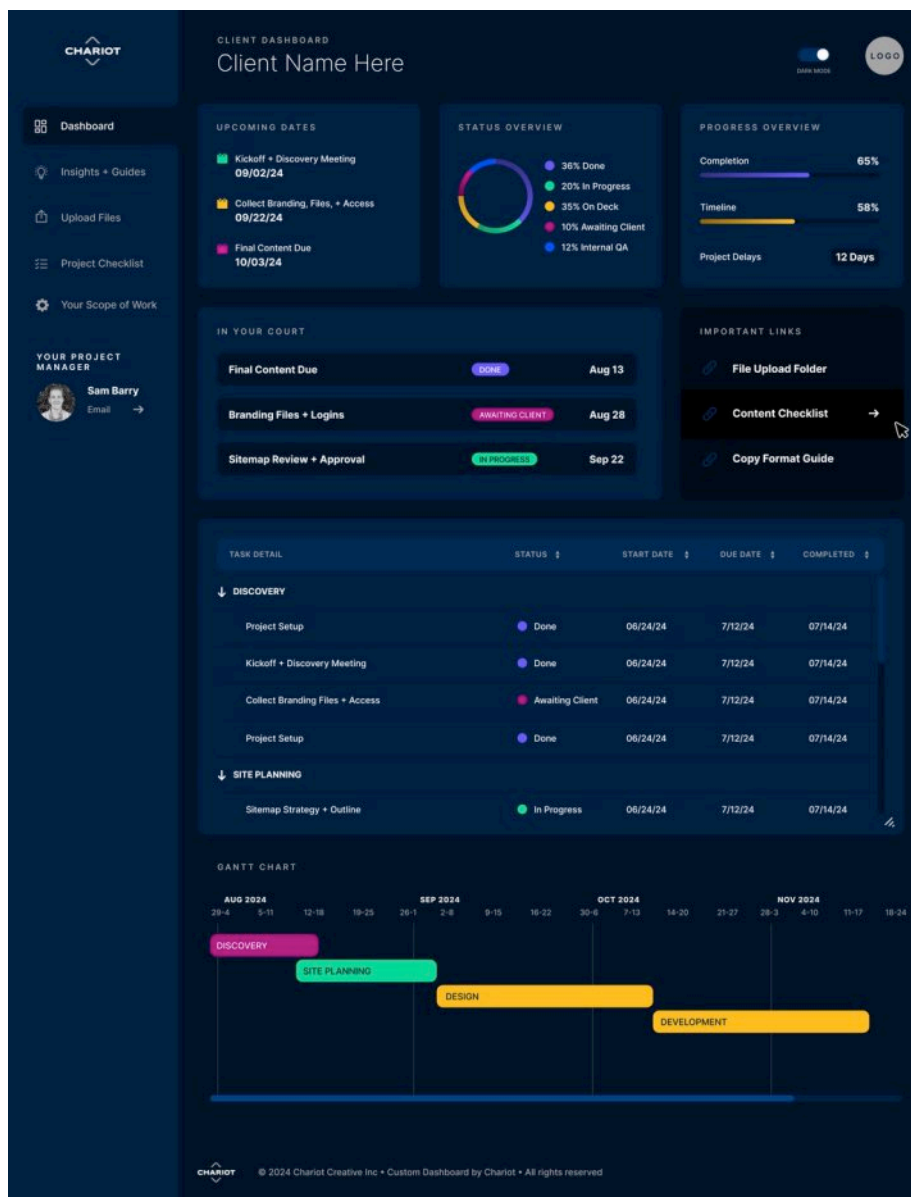 CHARIOT
CLIENT DASHBOARD
Client Name Here
DARK MODE
LOGO
Dashboard
Insights + Guides
Upload Files
Project Checklist
Your Scope of Work
YOUR PROJECT
MANAGER
Sam Barry
Email
UPCOMING DATES
Kickoff + Discovery Meeting
09/02/24
Collect Branding, Files, + Access
09/22/24
Final Content Due
10/03/24
STATUS OVERVIEW
36% Done
20% In Progress
35% On Deck
10% Awaiting Client
12% Internal QA
PROGRESS OVERVIEW
Completion 65%
Timeline 58%
Project Delays 12 Days
IN YOUR COURT
Final Content Due DONE Aug 13
Branding Files + Logins AWAITING CLIENT Aug 28
Sitemap Review + Approval IN PROGRESS Sep 22
IMPORTANT LINKS
File Upload Folder
Content Checklist
Copy Format Guide
TASK DETAIL STATUS START DATE DUE DATE COMPLETED
DISCOVERY
Project Setup Done 06/24/24 7/12/24 07/14/24
Kickoff + Discovery Meeting Done 06/24/24 7/12/24 07/14/24
Collect Branding Files + Access Awaiting Client 06/24/24 7/12/24 07/14/24
Project Setup Done 06/24/24 7/12/24 07/14/24
SITE PLANNING
Sitemap Strategy + Outline In Progress 06/24/24 7/12/24 07/14/24
GANTT CHART
AUG 2024 SEP 2024 OCT 2024 NOV 2024
29-4 5-11 12-18 19-25 26-1 2-8 9-15 16-22 30-6 7-13 14-20 21-27 28-3 4-10 11-17 18-24
DISCOVERY
SITE PLANNING
DESIGN
DEVELOPMENT
CHARIOT © 2024 Chariot Creative Inc • Custom Dashboard by Chariot • All rights reserved